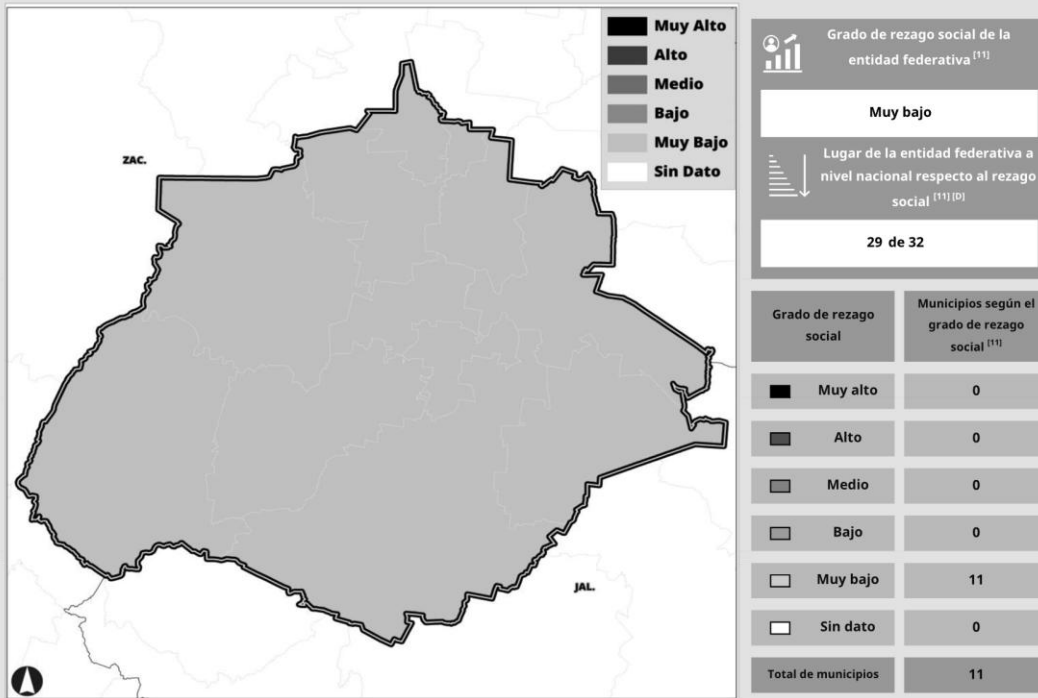 Muy Alto
Alto
Medio
Bajo
Muy Bajo
Sin Dato
ZAC.
JAL.
Grado de rezago social de la
entidad federativa [11]
Muy bajo
Lugar de la entidad federativa a
nivel nacional respecto al rezago
social [11] [D]
29 de 32
Grado de rezago
social
Municipios según el
grado de rezago
social [11]
Muy alto
0
Alto
0
Medio
0
Bajo
0
Muy bajo
11
Sin dato
0
Total de municipios
11